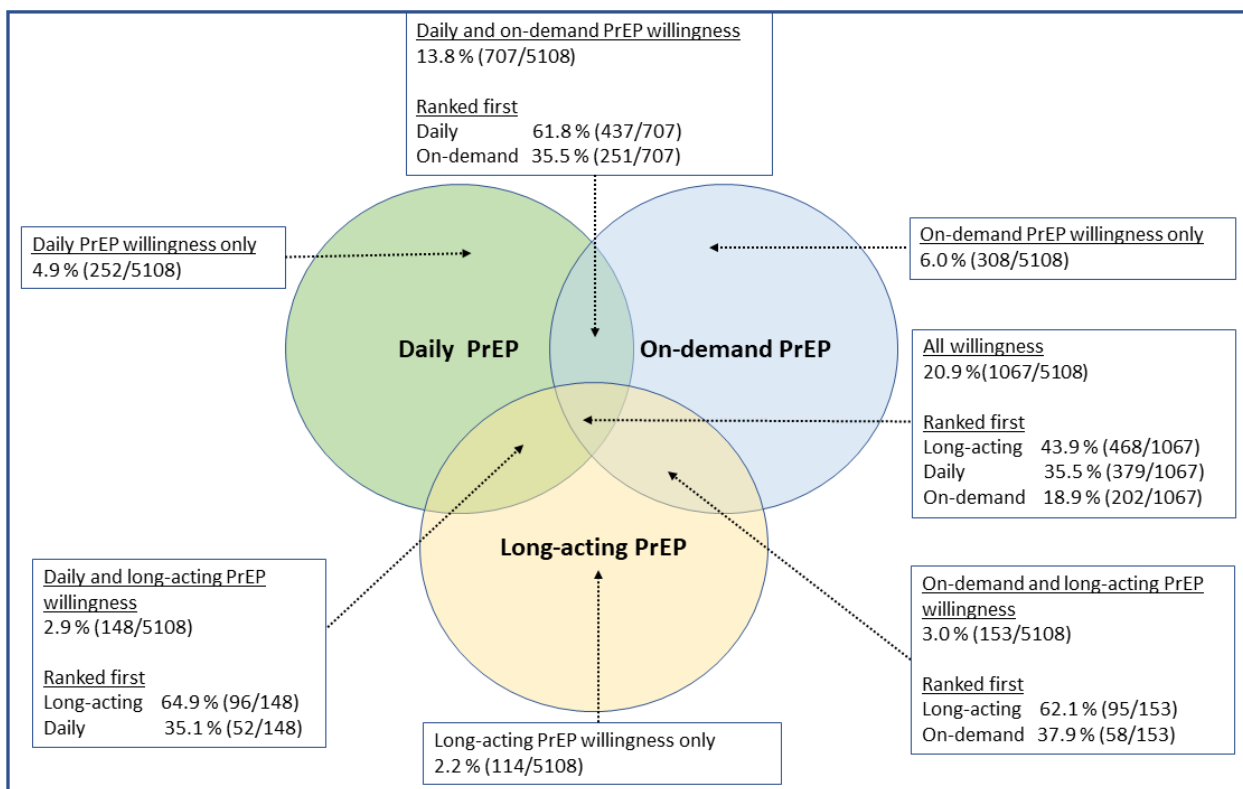 Daily and on-demand PrEP willingness
13.8 % (707/5108)
Ranked first
Daily 61.8 % (437/707)
On-demand 35.5 % (251/707)
Daily PrEP willingness only
4.9 % (252/5108)
On-demand PrEP willingness only
6.0 % (308/5108)
Daily PrEP
On-demand PrEP
All willingness
20.9 %(1067/5108)
Ranked first
Long-acting 43.9 % (468/1067)
Daily 35.5 % (379/1067)
On-demand 18.9 % (202/1067)
Long-acting PrEP
Daily and long-acting PrEP
willingness
2.9 % (148/5108)
Ranked first
Long-acting 64.9 % (96/148)
Daily 35.1 % (52/148)
On-demand and long-acting PrEP
willingness
3.0 % (153/5108)
Ranked first
Long-acting 62.1 % (95/153)
On-demand 37.9 % (58/153)
Long-acting PrEP willingness only
2.2 % (114/5108)